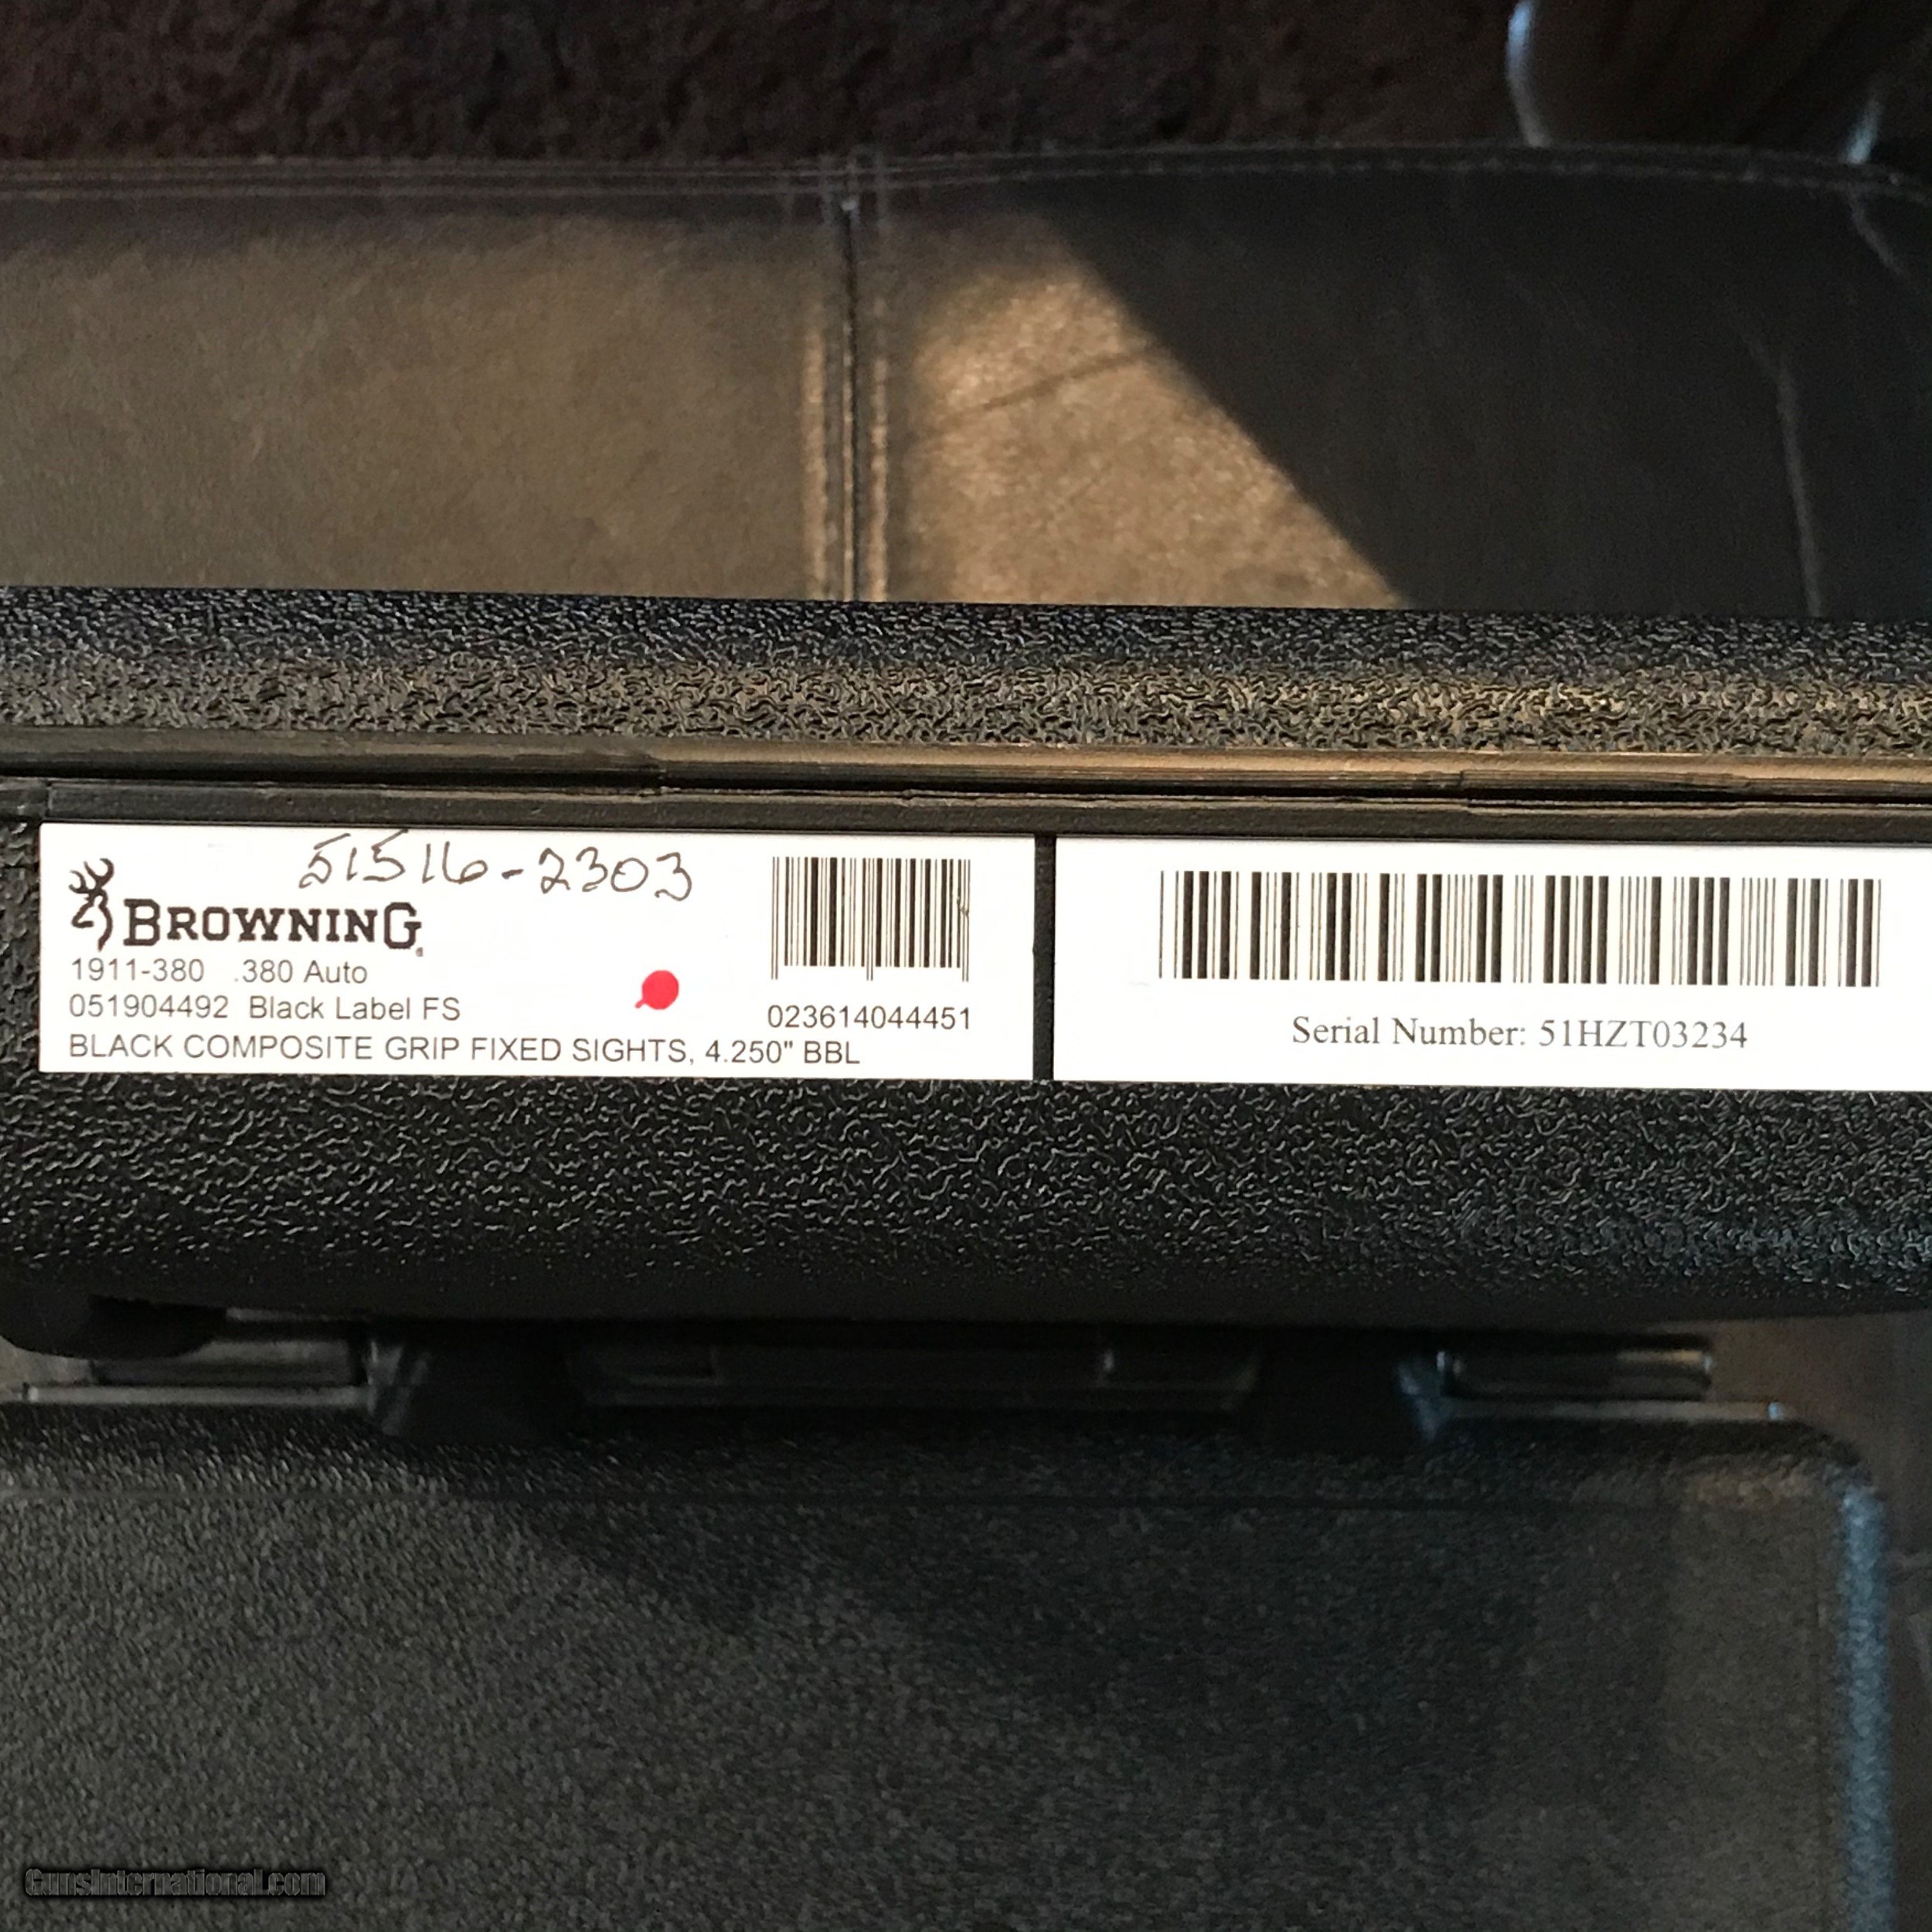 51516-2303
BROWNING
1911-380 .380 Auto
051904492 Black Label FS
023614044451
BLACK COMPOSITE GRIP FIXED SIGHTS, 4.250" BBL
Serial Number: 51HZT03234
GunsInternational.com